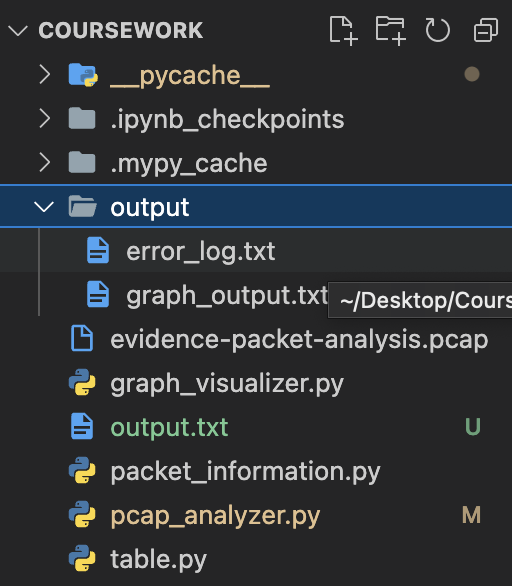 COURSEWORK
__pycache__
.ipynb_checkpoints
.mypy_cache
output
error_log.txt
graph_output.txt
~/Desktop/Cours
evidence-packet-analysis.pcap
graph_visualizer.py
output.txt U
packet_information.py
pcap_analyzer.py M
table.py